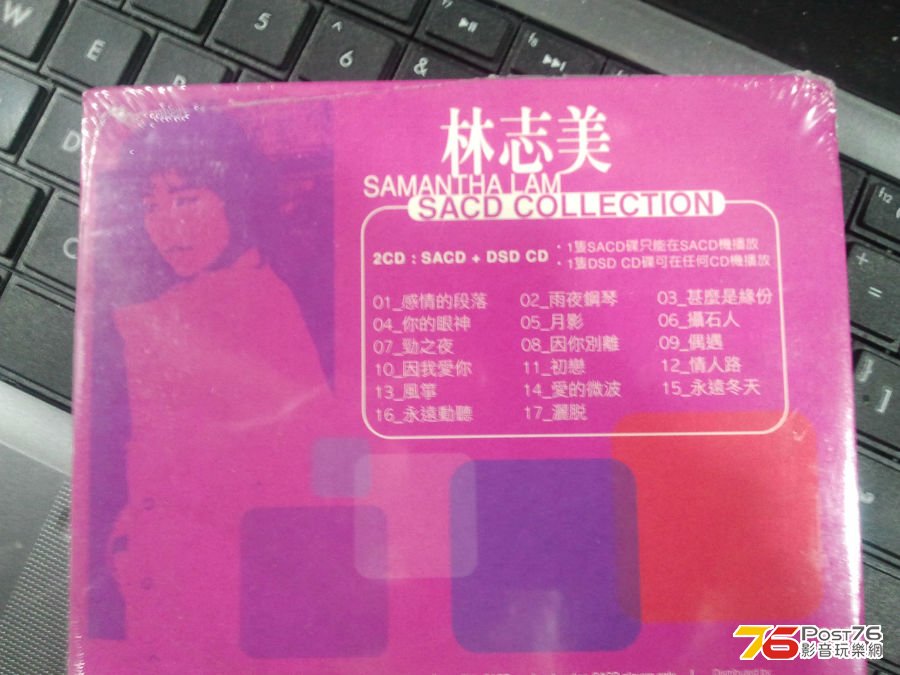 林志美
SAMANTHA LAM
SACD COLLECTION
2CD : SACD + DSD CD
・1隻SACD碟只能在SACD機播放
・1隻DSD CD碟可在任何CD機播放
01_感情的段落 02_雨夜鋼琴 03_甚麼是緣份
04_你的眼神 05_月影 06_攝石人
07_勁之夜 08_因你別離 09_偶遇
10_因我愛你 11_初戀 12_情人路
13_風箏 14_愛的微波 15_永遠冬天
16_永遠動聽 17_灑脱
W
E
5
6
^
&
D
C
f6
f8
f12
+
=
}
]
76 Post76
影音玩樂網